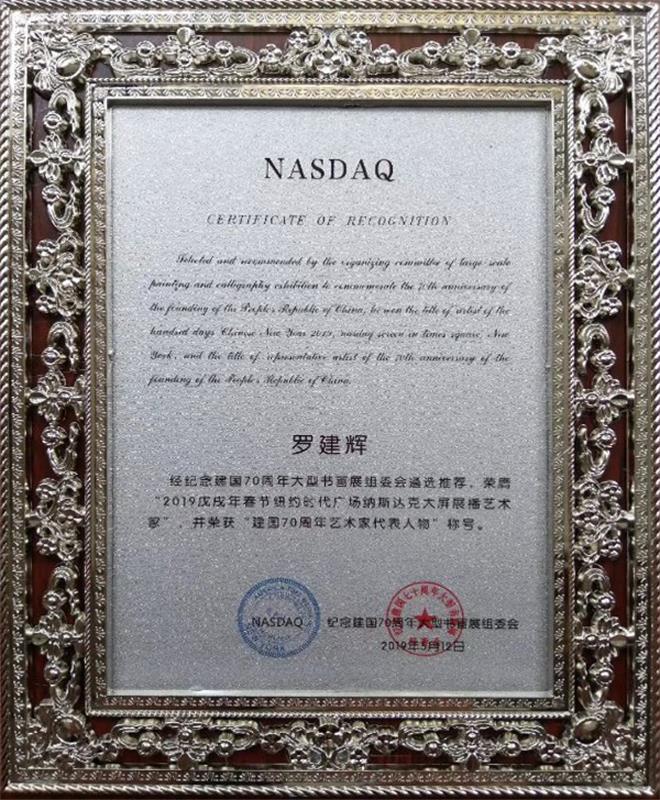 NASDAQ
CERTIFICATE OF RECOGNITION
Selected and recommended by the organizing committee of large-scale
painting and calligraphy exhibition to commemorate the 70th anniversary of
the founding of the People's Republic of China, he won the title of artist of the
hundred days Chinese New Year 2019, nasdaq screen in times square, New
York, and the title of representative artist of the 70th anniversary of the
founding of the People's Republic of China.
罗建辉
经纪念建国70周年大型书画展组委会遴选推荐，荣膺
“2019戊戌年春节纽约时代广场纳斯达克大屏展播艺术
家”，并荣获“建国70周年艺术家代表人物”称号。
NASDAQ
NEW YORK
纪念建国70周年大型书画展组委会
2019年5月12日